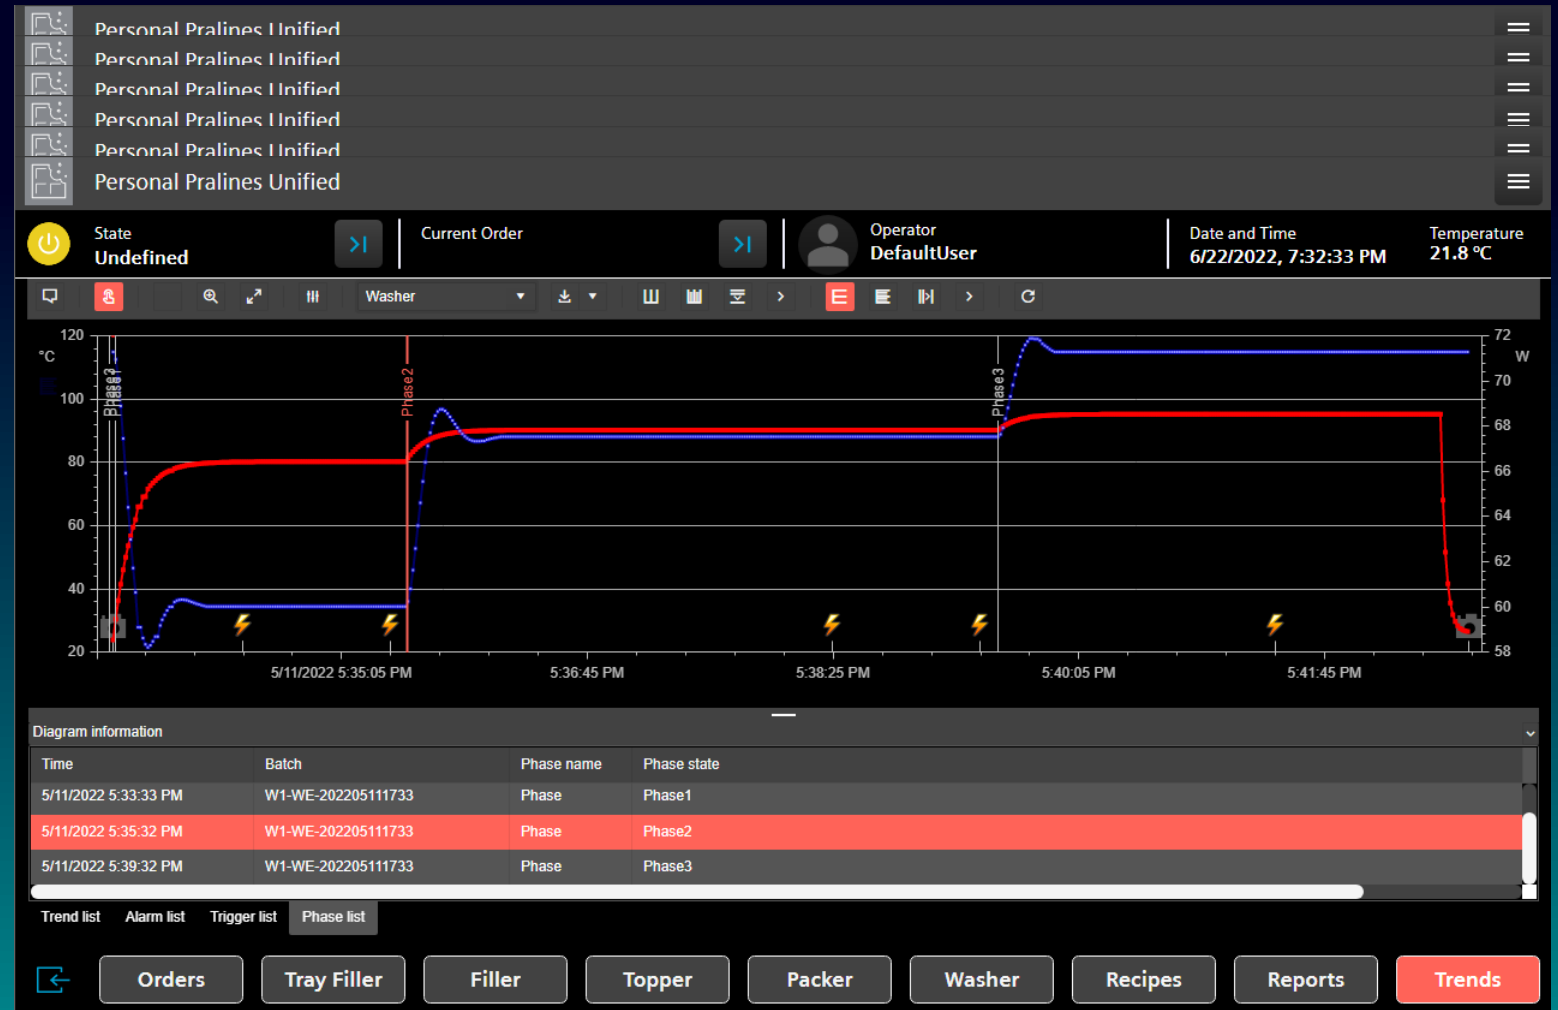 Personal Pralines Unified
Personal Pralines Unified
Personal Pralines Unified
Personal Pralines Unified
Personal Pralines Unified
Personal Pralines Unified
State
Undefined
Current Order
Operator
DefaultUser
Date and Time
6/22/2022, 7:32:33 PM
Temperature
21.8 °C
Washer
120
°C
100
80
60
40
20
72
W
70
68
66
64
62
60
58
Phase3
Phase1
Phase2
Phase3
5/11/2022 5:35:05 PM
5:36:45 PM
5:38:25 PM
5:40:05 PM
5:41:45 PM
Diagram information
Time Batch Phase name Phase state
5/11/2022 5:33:33 PM W1-WE-202205111733 Phase Phase1
5/11/2022 5:35:32 PM W1-WE-202205111733 Phase Phase2
5/11/2022 5:39:32 PM W1-WE-202205111733 Phase Phase3
Trend list Alarm list Trigger list Phase list
Orders Tray Filler Filler Topper Packer Washer Recipes Reports Trends